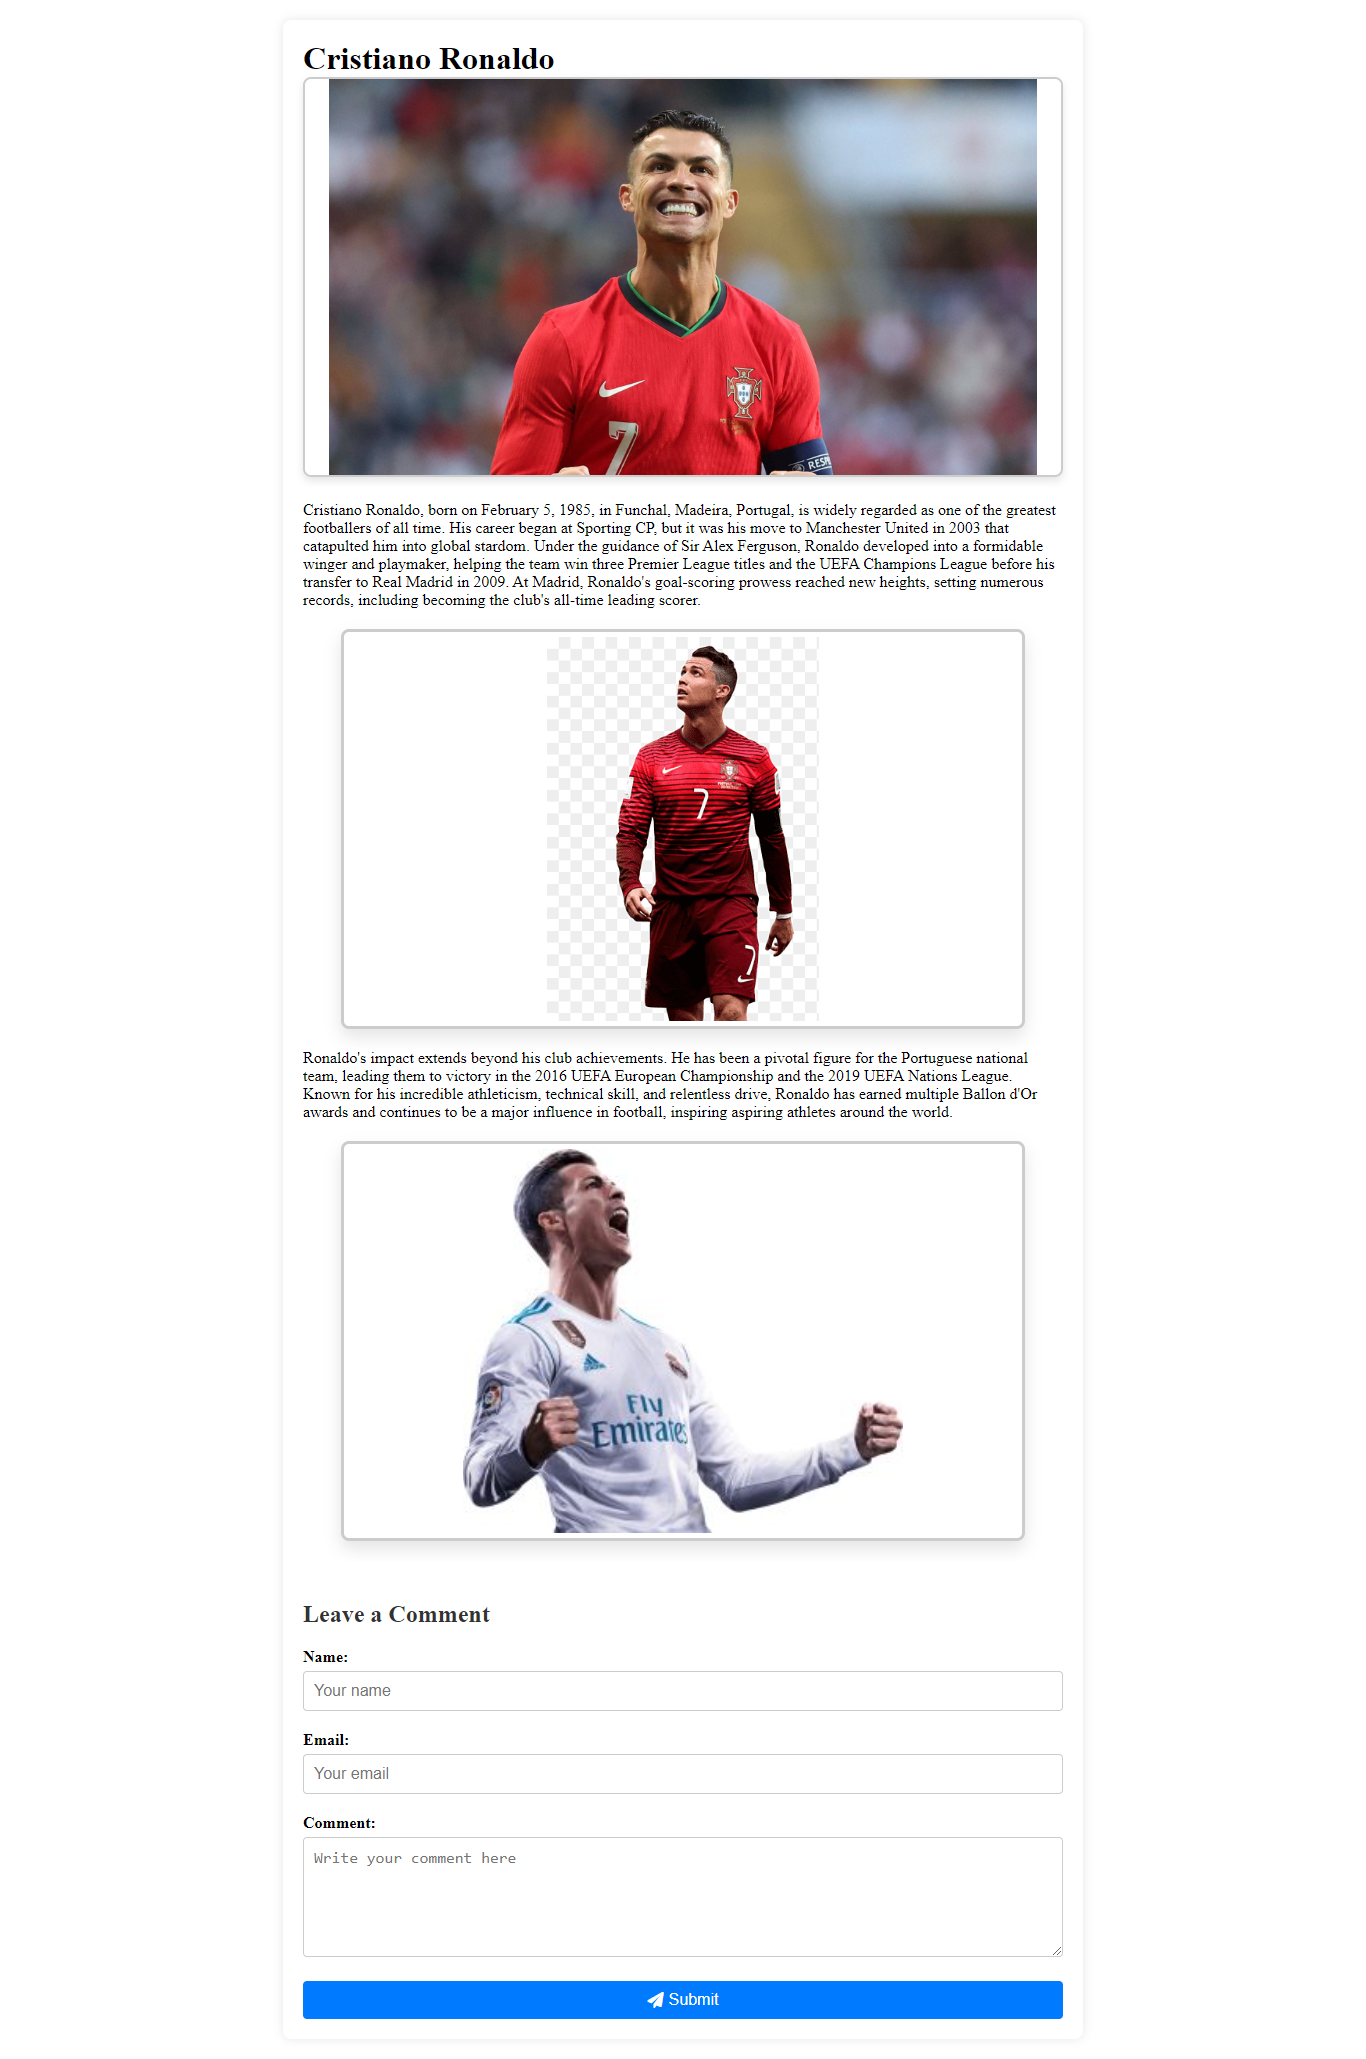 Cristiano Ronaldo
7
RESP
Cristiano Ronaldo, born on February 5, 1985, in Funchal, Madeira, Portugal, is widely regarded as one of the greatest
footballers of all time. His career began at Sporting CP, but it was his move to Manchester United in 2003 that
catapulted him into global stardom. Under the guidance of Sir Alex Ferguson, Ronaldo developed into a formidable
winger and playmaker, helping the team win three Premier League titles and the UEFA Champions League before his
transfer to Real Madrid in 2009. At Madrid, Ronaldo's goal-scoring prowess reached new heights, setting numerous
records, including becoming the club's all-time leading scorer.
7
7
Ronaldo's impact extends beyond his club achievements. He has been a pivotal figure for the Portuguese national
team, leading them to victory in the 2016 UEFA European Championship and the 2019 UEFA Nations League.
Known for his incredible athleticism, technical skill, and relentless drive, Ronaldo has earned multiple Ballon d'Or
awards and continues to be a major influence in football, inspiring aspiring athletes around the world.
Fly
Emirates
Leave a Comment
Name:
Your name
Email:
Your email
Comment:
Write your comment here
Submit